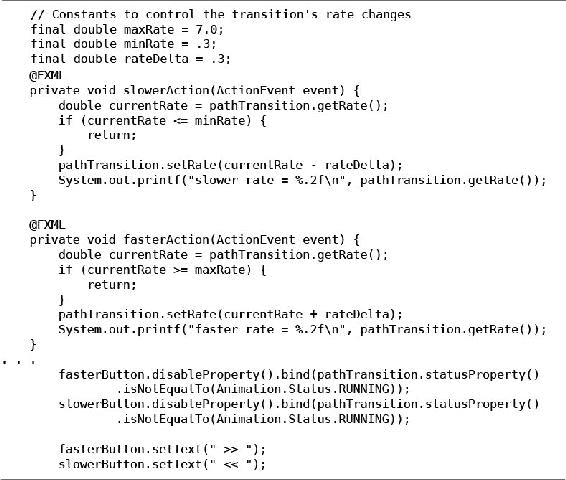 // Constants to control the transition's rate changes
final double maxRate = 7.0;
final double minRate = .3;
final double rateDelta = .3;
@FXML
private void slowerAction(ActionEvent event) {
double currentRate = pathTransition.getRate();
if (currentRate <= minRate) {
return;
}
pathTransition.setRate(currentRate - rateDelta);
System.out.printf("slower rate = %.2f\n", pathTransition.getRate());
}
@FXML
private void fasterAction(ActionEvent event) {
double currentRate = pathTransition.getRate();
if (currentRate >= maxRate) {
return;
}
pathTransition.setRate(currentRate + rateDelta);
System.out.printf("faster rate = %.2f\n", pathTransition.getRate());
}
. . .
fasterButton.disableProperty().bind(pathTransition.statusProperty()
.isNotEqualTo(Animation.Status.RUNNING));
slowerButton.disableProperty().bind(pathTransition.statusProperty()
.isNotEqualTo(Animation.Status.RUNNING));
fasterButton.setText(" >> ");
slowerButton.setText(" << ");